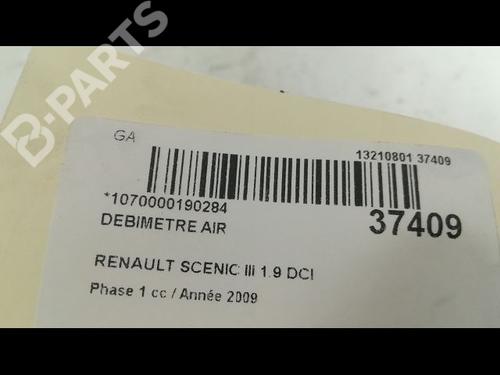 B-PARTS
GA
13210801 37409
*1070000190284
37409
DEBIMETRE AIR
RENAULT SCENIC III 1.9 DCI
Phase 1 cc / Année 2009